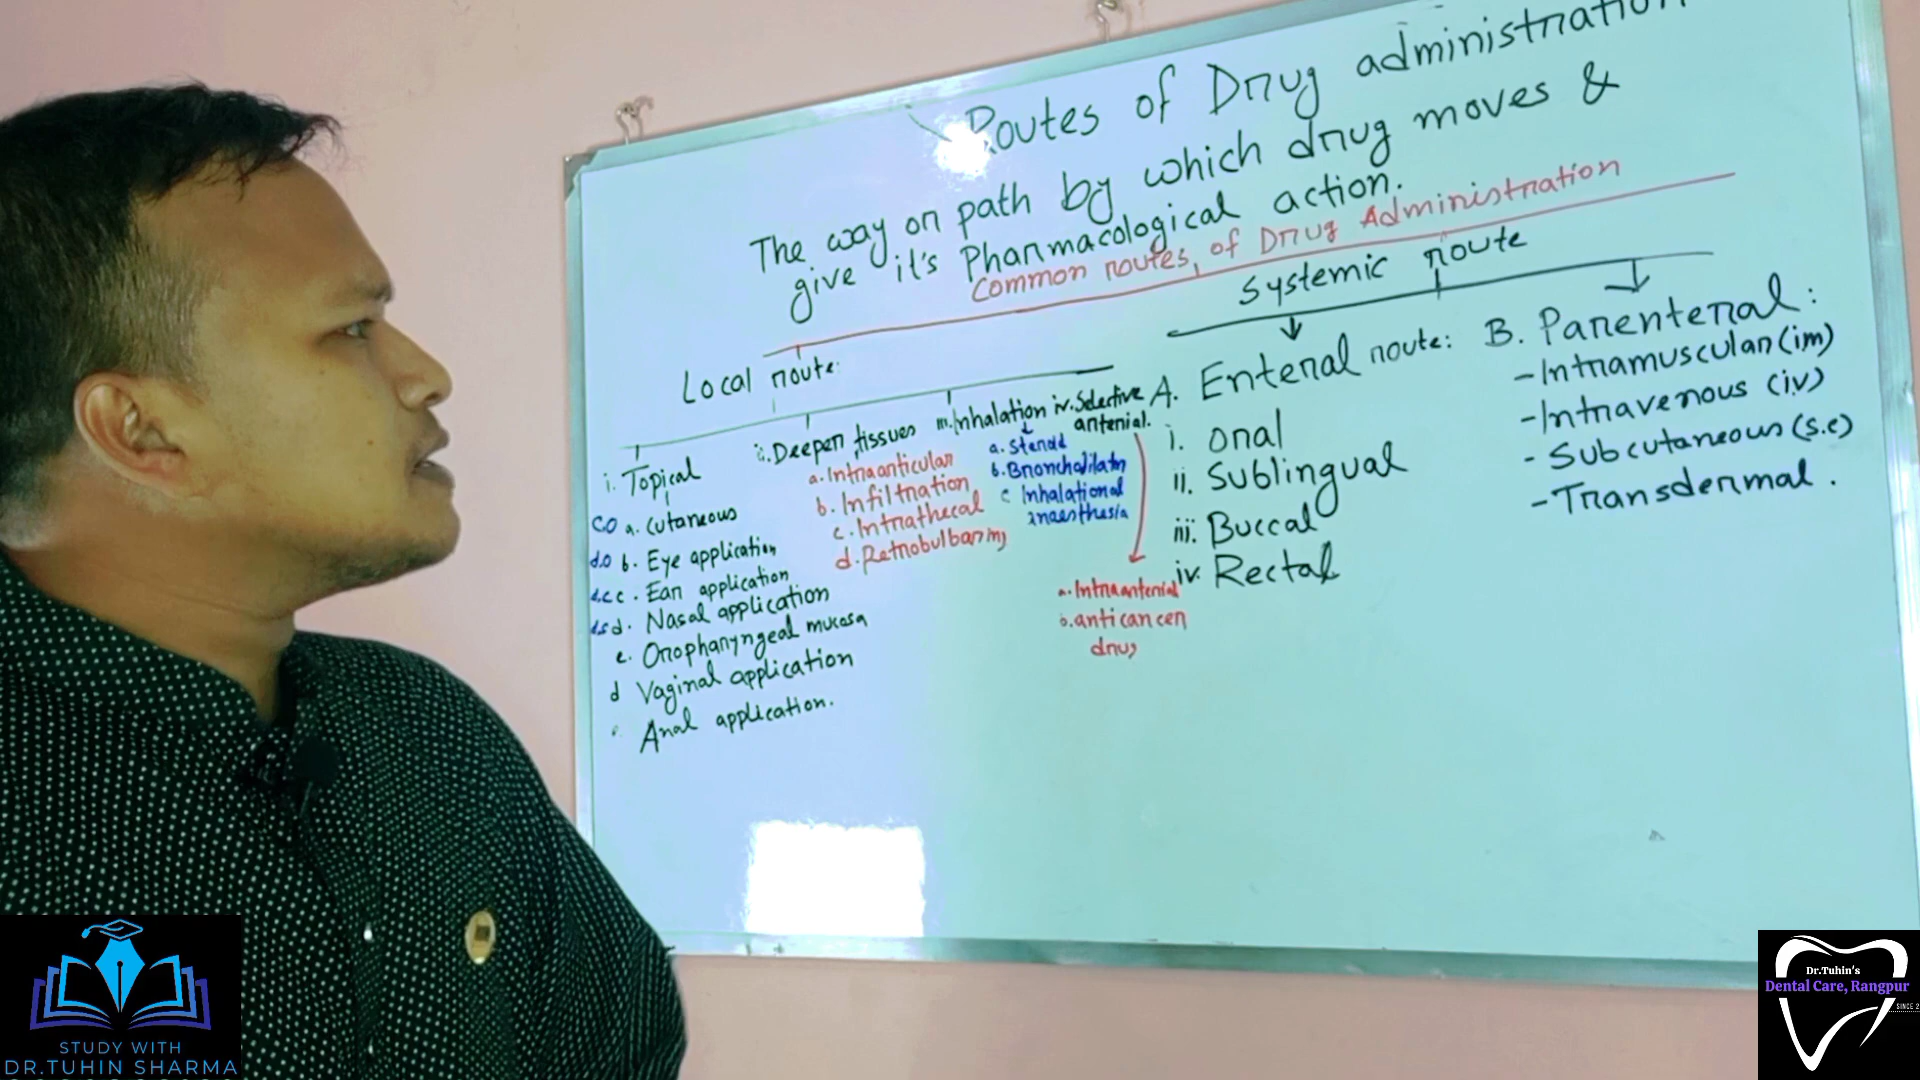 Routes of Drug administration
The way or path by which drug moves &
give it's Pharmacological action.
Common routes, of Drug Administration
Local route:
i. Topical
C.O a. Cutaneous
d.O b. Eye application
c. Ear application
d. Nasal application
e. Oropharyngeal mucosa
d Vaginal application
Anal application.
ii. Deeper tissues
a. Intraarticular
b. Infiltration
c. Intrathecal
d. Retrobulbar inj
iii. Inhalation
a. Steroid
b. Bronchodilator
c Inhalational
anaesthesia
iv. Selective
arterial.
a. Intraarterial
b. anticancer
drug
Systemic route
A. Enteral route:
i. oral
ii. Sublingual
iii. Buccal
iv. Rectal
B. Parenteral:
- Intramuscular (im)
- Intravenous (iv)
- Subcutaneous (s.c)
- Transdermal.
STUDY WITH
DR.TUHIN SHARMA
Dr.Tuhin's
Dental Care, Rangpur
SINCE 2